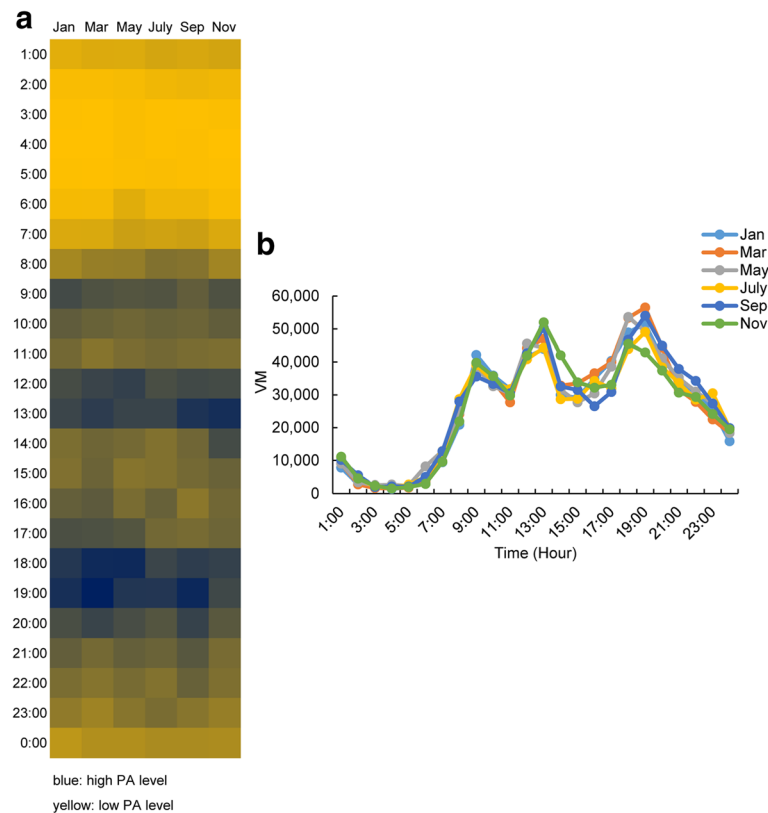 a
Jan Mar May July Sep Nov
1:00
2:00
3:00
4:00
5:00
6:00
7:00
8:00
9:00
10:00
11:00
12:00
13:00
14:00
15:00
16:00
17:00
18:00
19:00
20:00
21:00
22:00
23:00
0:00
blue: high PA level
yellow: low PA level
b
Jan
Mar
May
July
Sep
Nov
60,000
50,000
40,000
30,000
20,000
10,000
0
VM
1:00 3:00 5:00 7:00 9:00 11:00 13:00 15:00 17:00 19:00 21:00 23:00
Time (Hour)